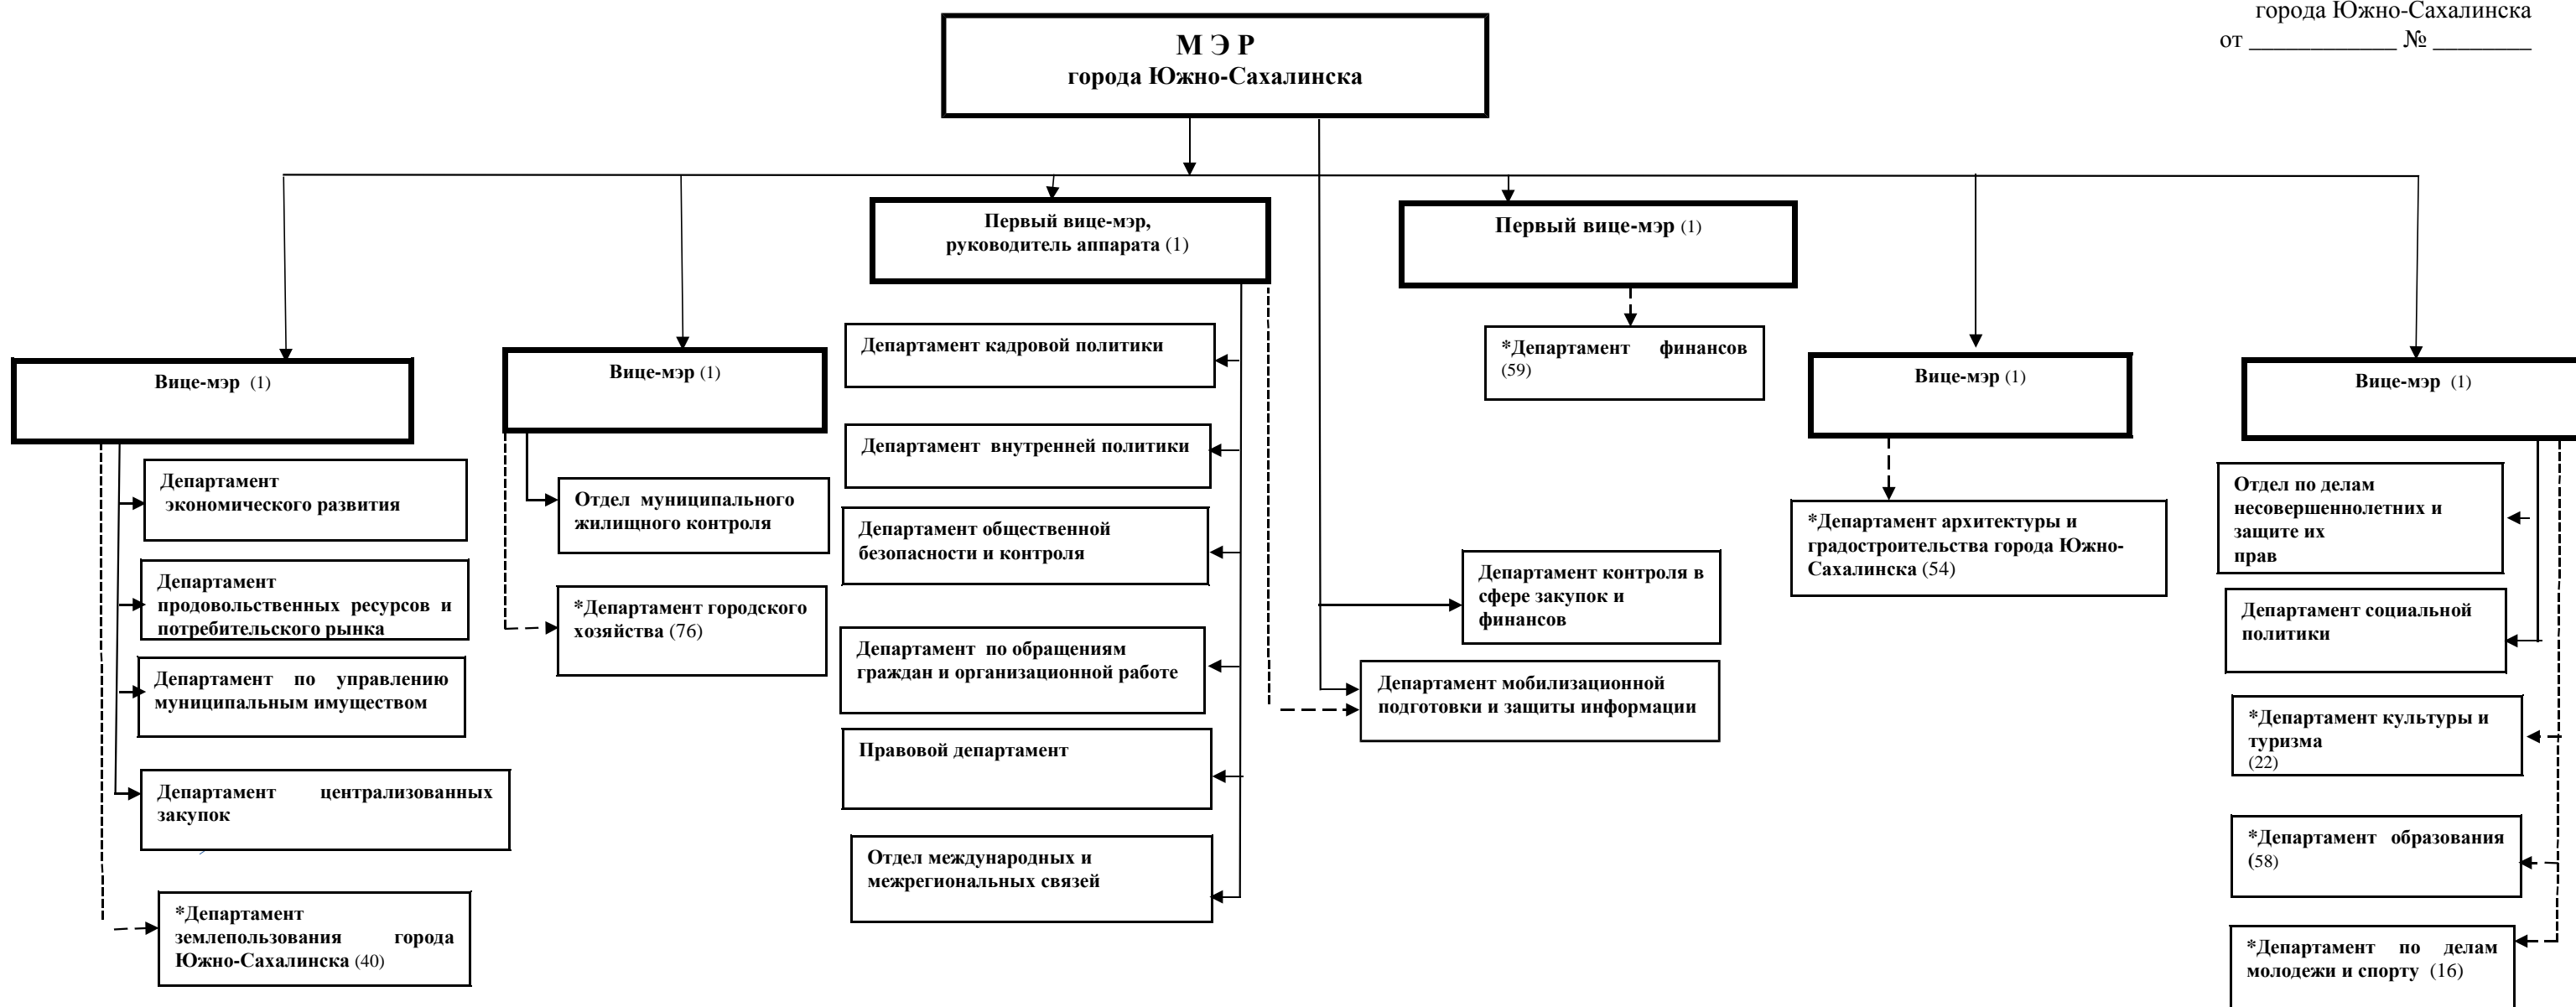 города Южно-Сахалинска
от ____________ № ________
М Э Р
города Южно-Сахалинска
Первый вице-мэр,
руководитель аппарата (1)
Первый вице-мэр (1)
Вице-мэр (1)
Вице-мэр (1)
Вице-мэр (1)
Вице-мэр (1)
Департамент
экономического развития
Департамент
продовольственных ресурсов и
потребительского рынка
Департамент по управлению
муниципальным имуществом
Департамент централизованных
закупок
*Департамент
землепользования города
Южно-Сахалинска (40)
Отдел муниципального
жилищного контроля
*Департамент городского
хозяйства (76)
Департамент кадровой политики
Департамент внутренней политики
Департамент общественной
безопасности и контроля
Департамент по обращениям
граждан и организационной работе
Правовой департамент
Отдел международных и
межрегиональных связей
*Департамент финансов
(59)
Департамент контроля в
сфере закупок и
финансов
Департамент мобилизационной
подготовки и защиты информации
*Департамент архитектуры и
градостроительства города Южно-
Сахалинска (54)
Отдел по делам
несовершеннолетних и
защите их
прав
Департамент социальной
политики
*Департамент культуры и
туризма
(22)
*Департамент образования
(58)
*Департамент по делам
молодежи и спорту (16)